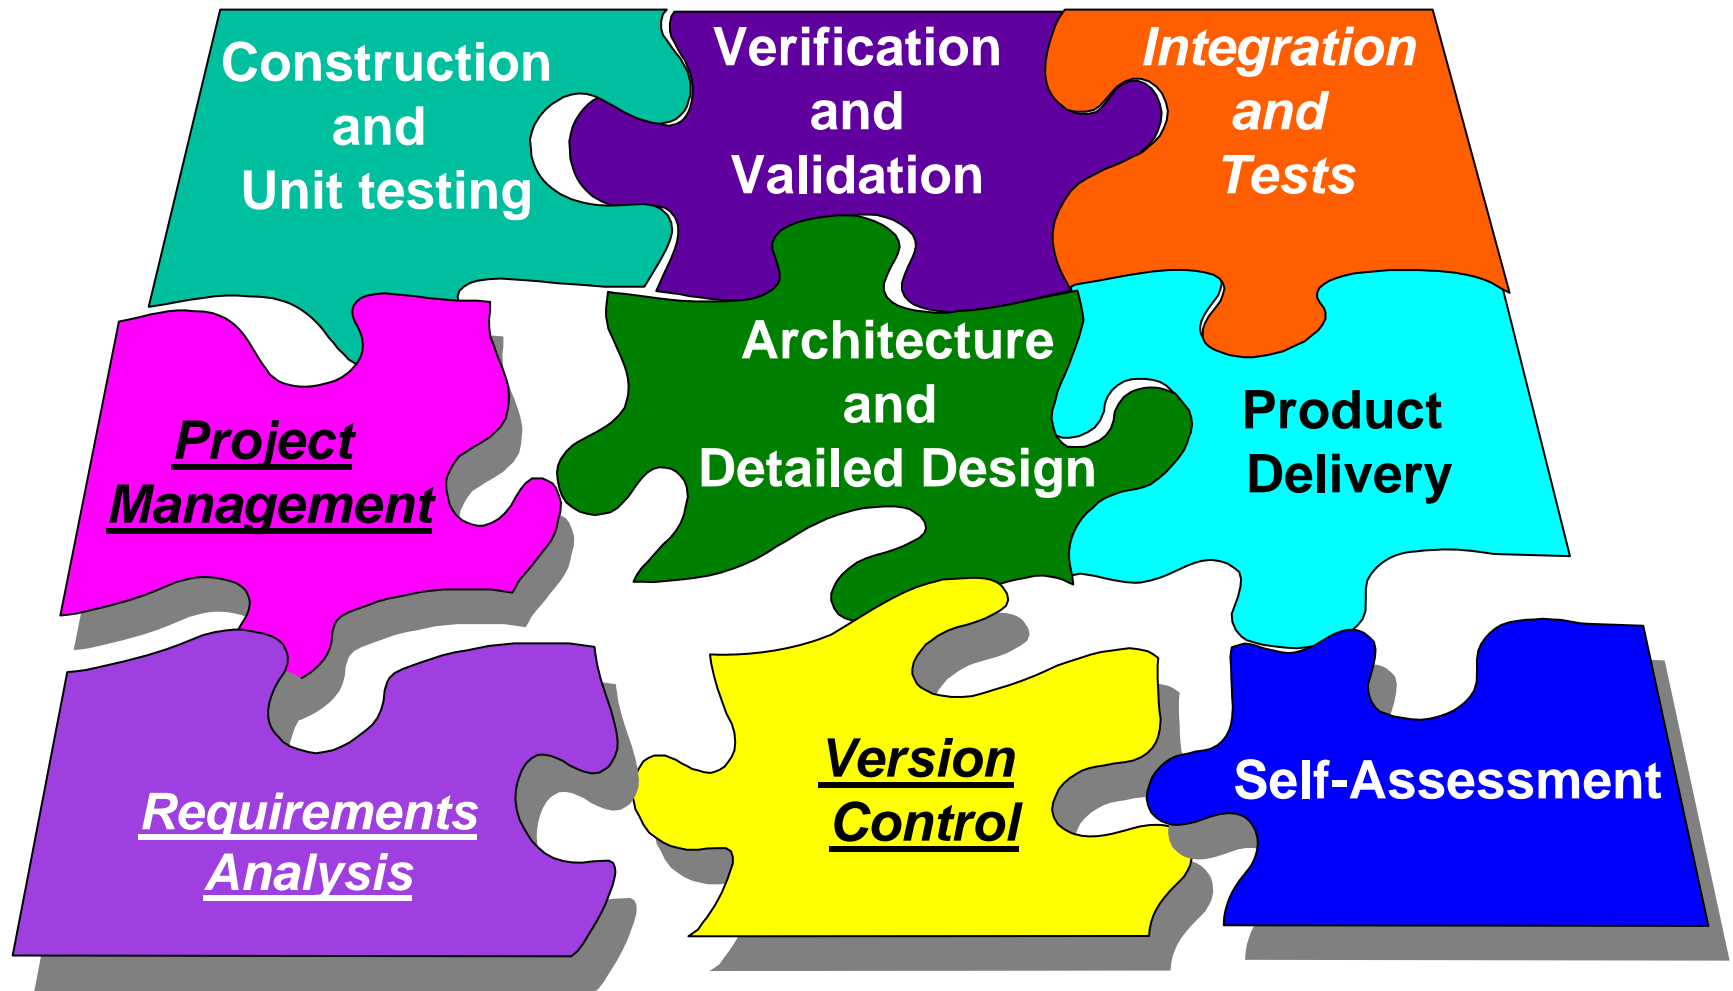 Construction
and
Unit testing
Verification
and
Validation
Integration
and
Tests
Project
Management
Architecture
and
Detailed Design
Product
Delivery
Requirements
Analysis
Version
Control
Self-Assessment